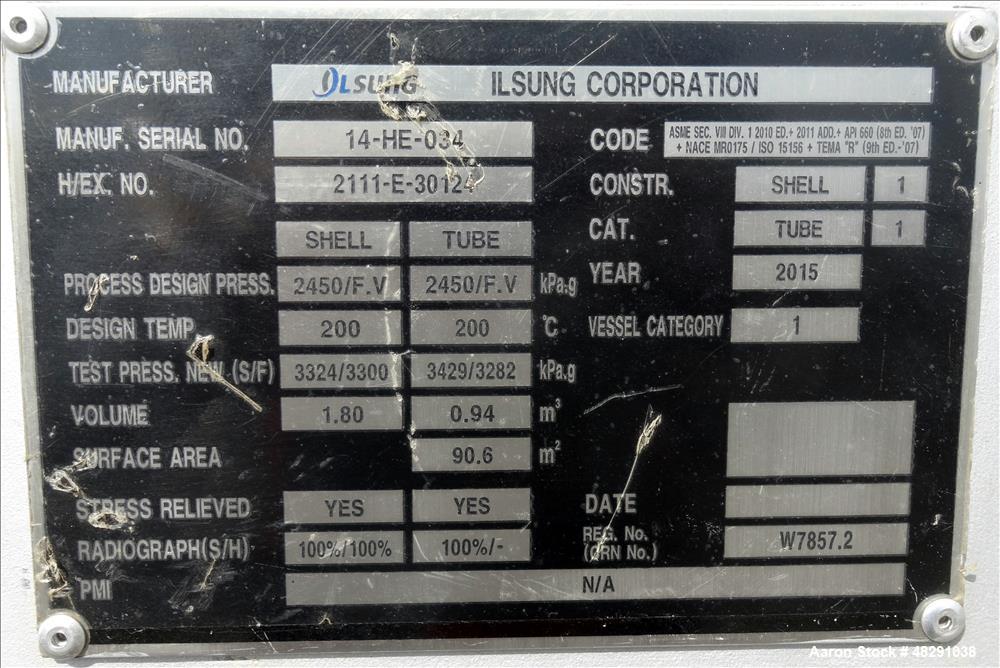 MANUFACTURER ILSUNG ILSUNG CORPORATION
MANUF. SERIAL NO. 14-HE-034 CODE ASME SEC. VIII DIV. 1 2010 ED.+ 2011 ADD.+ API 660 (8th ED. '07)
+ NACE MR0175 / ISO 15156 + TEMA "R" (9th ED.-'07)
H/EX. NO. 2111-E-30124 CONSTR. SHELL 1
SHELL TUBE CAT. TUBE 1
PROCESS DESIGN PRESS. 2450/F.V 2450/F.V kPa.g YEAR 2015
DESIGN TEMP. 200 200 °C VESSEL CATEGORY 1
TEST PRESS. NEW (S/F) 3324/3300 3429/3282 kPa.g
VOLUME 1.80 0.94 m³
SURFACE AREA 90.6 m²
STRESS RELIEVED YES YES DATE
RADIOGRAPH(S/H) 100%/100% 100%/- REG. No.
(CRN No.) W7857.2
PMI N/A
Aaron Stock # 48291038